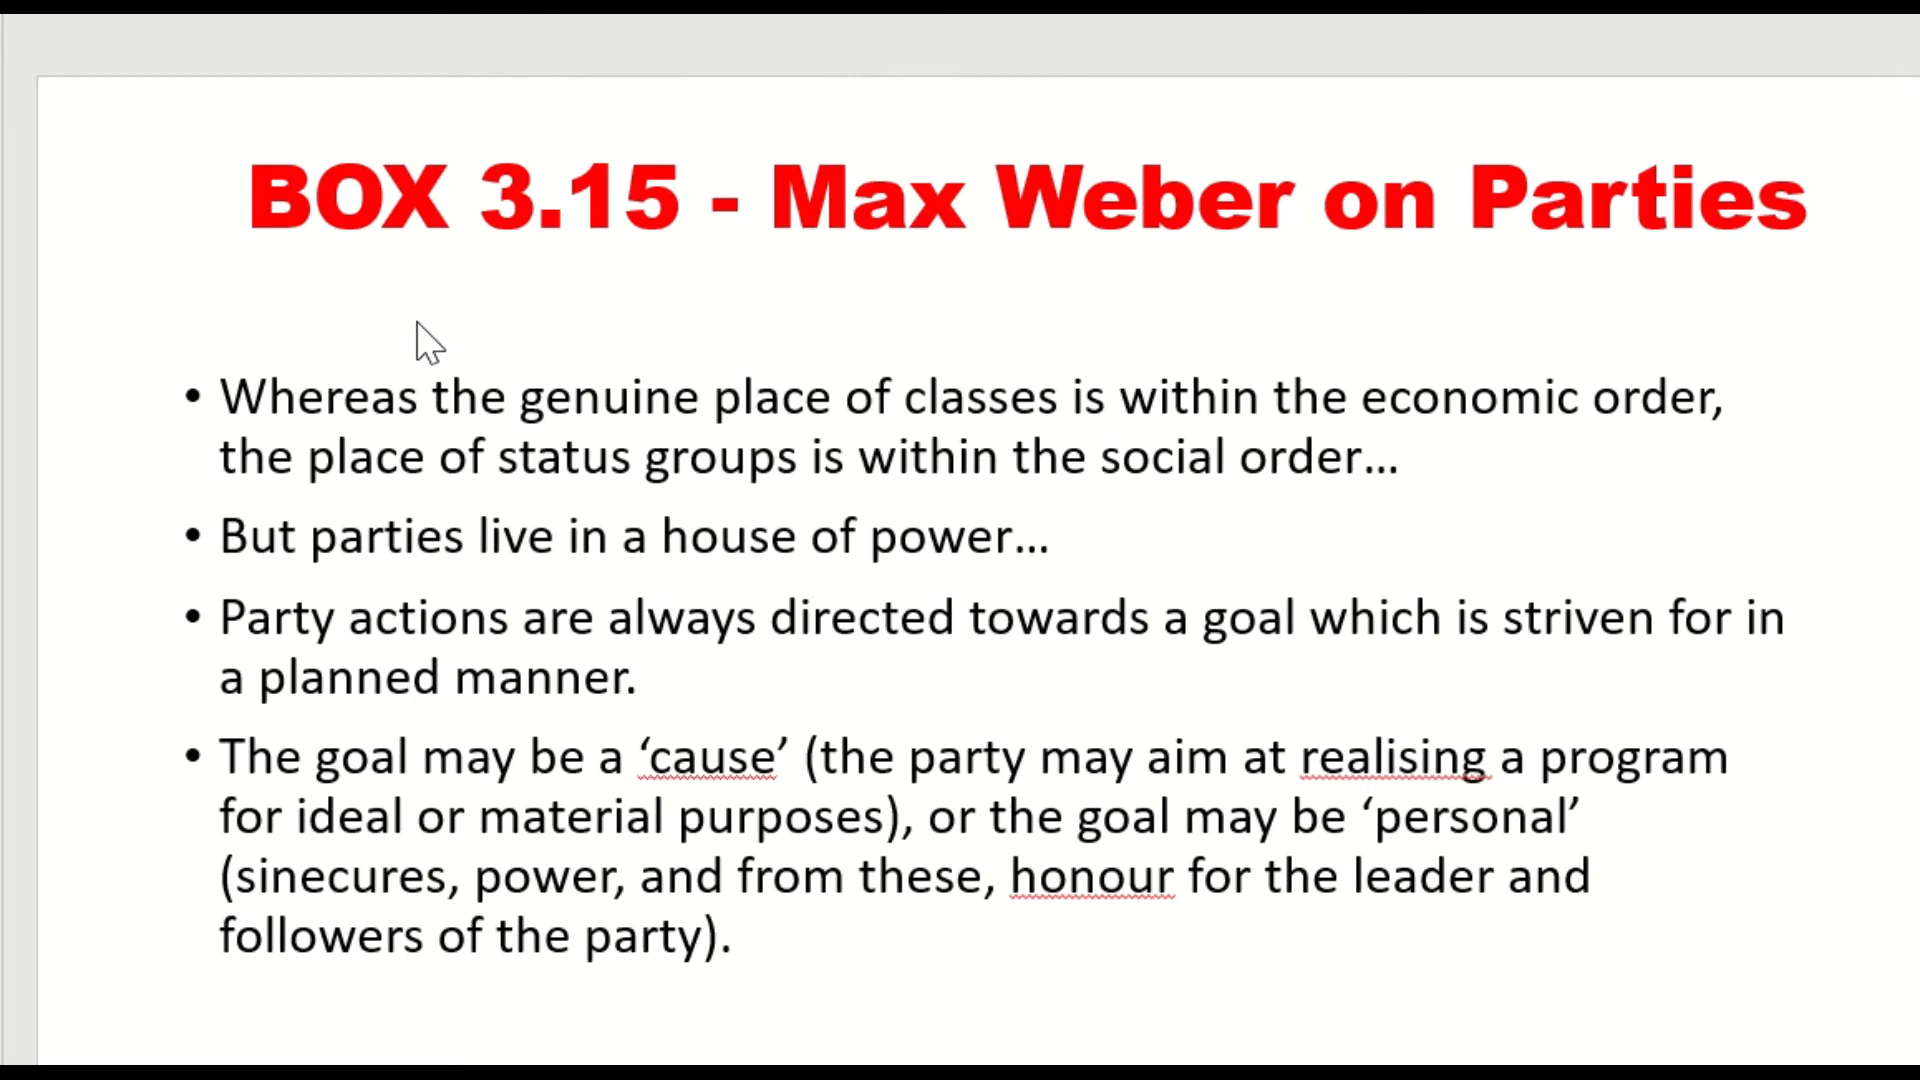 BOX 3.15 - Max Weber on Parties
• Whereas the genuine place of classes is within the economic order,
the place of status groups is within the social order...
• But parties live in a house of power...
• Party actions are always directed towards a goal which is striven for in
a planned manner.
• The goal may be a ‘cause’ (the party may aim at realising a program
for ideal or material purposes), or the goal may be ‘personal’
(sinecures, power, and from these, honour for the leader and
followers of the party).